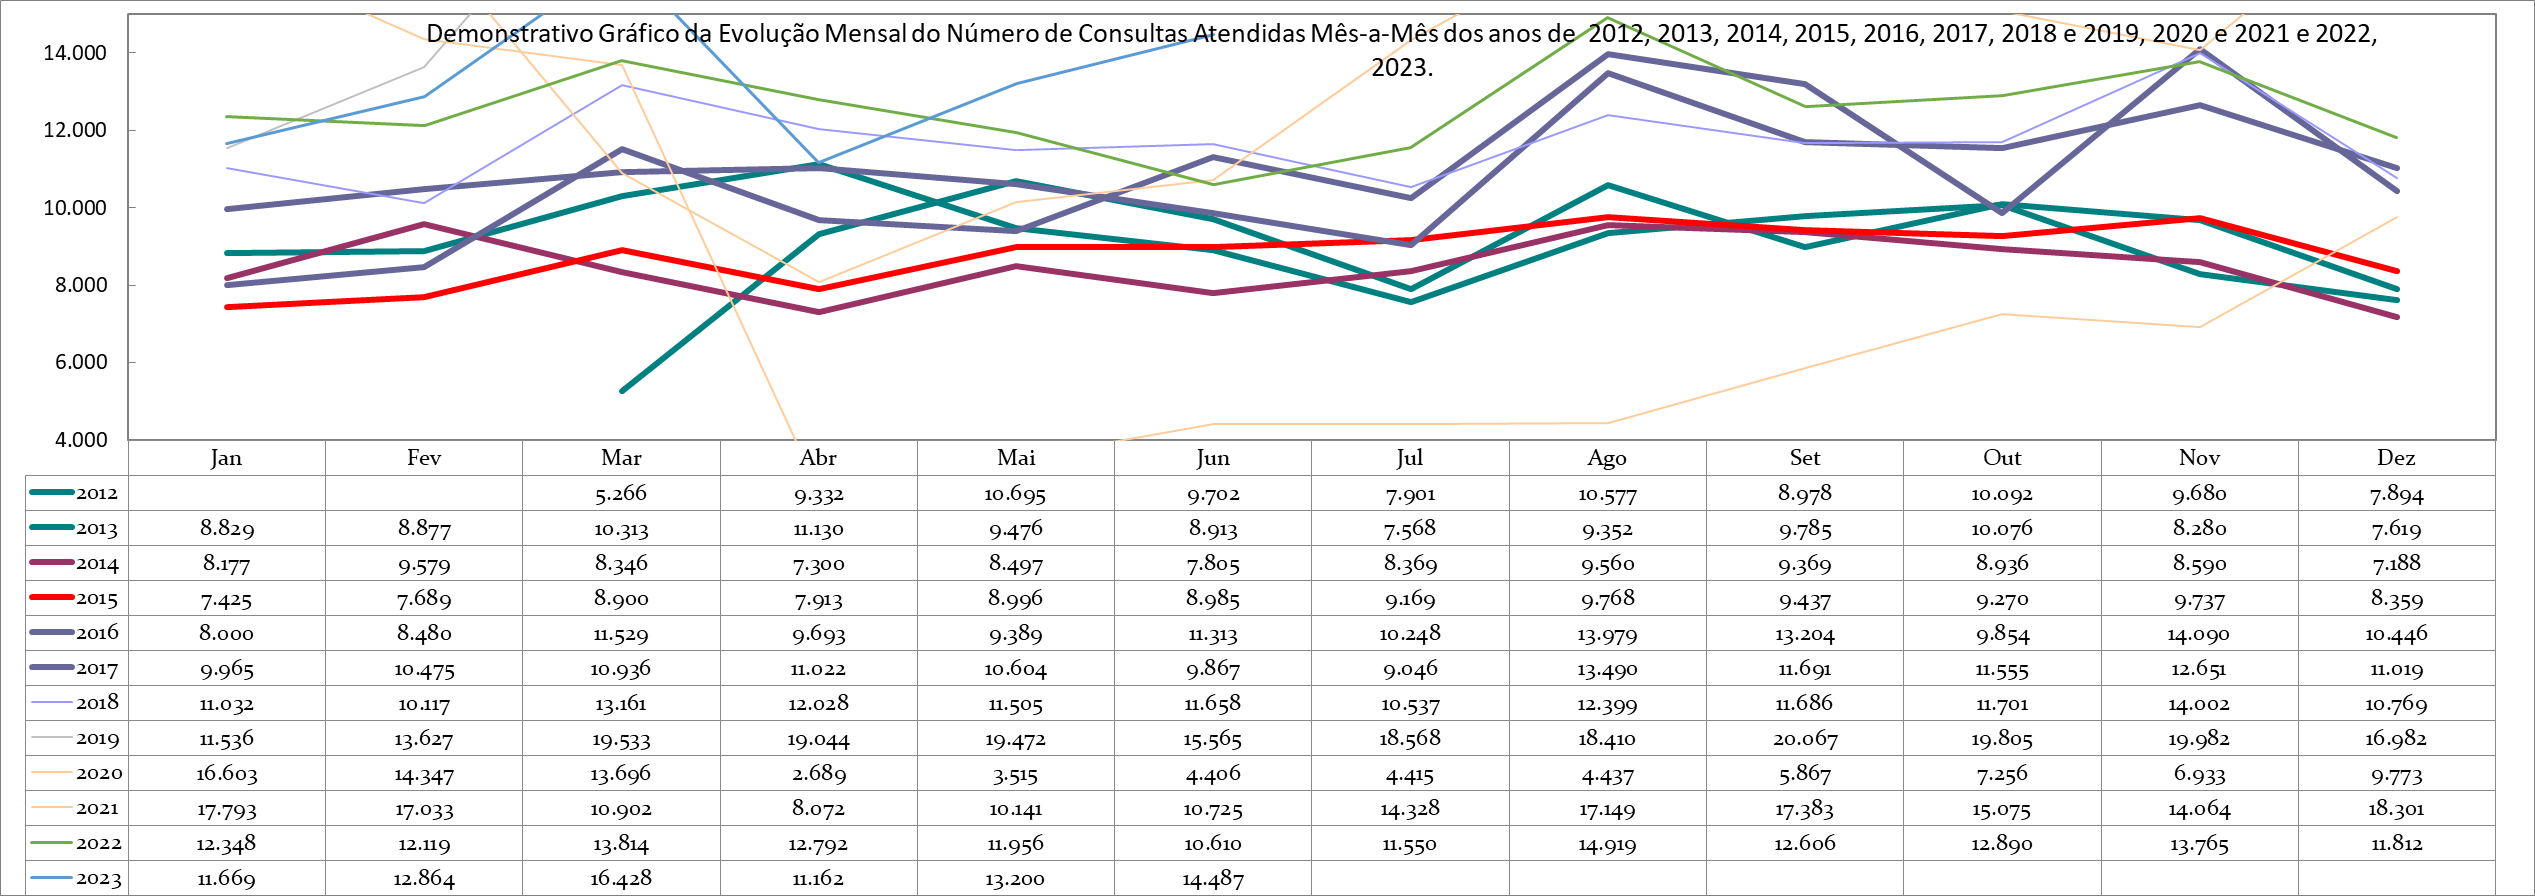 Demonstrativo Gráfico da Evolução Mensal do Número de Consultas Atendidas Mês-a-Mês dos anos de 2012, 2013, 2014, 2015, 2016, 2017, 2018 e 2019, 2020 e 2021 e 2022,
2023.
14.000
12.000
10.000
8.000
6.000
4.000
Jan Fev Mar Abr Mai Jun Jul Ago Set Out Nov Dez
2012 5.266 9.332 10.695 9.702 7.901 10.577 8.978 10.092 9.680 7.894
2013 8.829 8.877 10.313 11.130 9.476 8.913 7.568 9.352 9.785 10.076 8.280 7.619
2014 8.177 9.579 8.346 7.300 8.497 7.805 8.369 9.560 9.369 8.936 8.590 7.188
2015 7.425 7.689 8.900 7.913 8.996 8.985 9.169 9.768 9.437 9.270 9.737 8.359
2016 8.000 8.480 11.529 9.693 9.389 11.313 10.248 13.979 13.204 9.854 14.090 10.446
2017 9.965 10.475 10.936 11.022 10.604 9.867 9.046 13.490 11.691 11.555 12.651 11.019
2018 11.032 10.117 13.161 12.028 11.505 11.658 10.537 12.399 11.686 11.701 14.002 10.769
2019 11.536 13.627 19.533 19.044 19.472 15.565 18.568 18.410 20.067 19.805 19.982 16.982
2020 16.603 14.347 13.696 2.689 3.515 4.406 4.415 4.437 5.867 7.256 6.933 9.773
2021 17.793 17.033 10.902 8.072 10.141 10.725 14.328 17.149 17.383 15.075 14.064 18.301
2022 12.348 12.119 13.814 12.792 11.956 10.610 11.550 14.919 12.606 12.890 13.765 11.812
2023 11.669 12.864 16.428 11.162 13.200 14.487